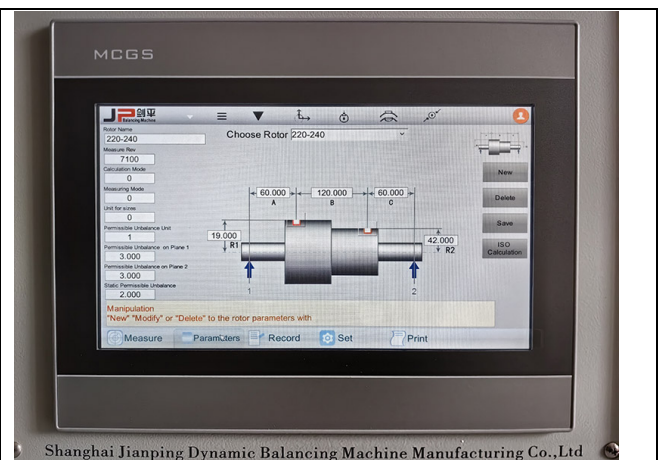 MCGS
JP剑平
Balancing Machine
Rotor Name
220-240
Choose Rotor 220-240
Measure Rev
7100
Calculation Mode
0
Measuring Mode
0
Unit for sizes
0
Permissible Unbalance Unit
1
Permissible Unbalance on Plane 1
3.000
Permissible Unbalance on Plane 2
3.000
Static Permissible Unbalance
2.000
60.000 120.000 60.000
A B C
19.000
R1
42.000
R2
1 2
New
Delete
Save
ISO
Calculation
Manipulation
"New" "Modify" or "Delete" to the rotor parameters with
Measure Parameters Record Set Print
Shanghai Jianping Dynamic Balancing Machine Manufacturing Co.,Ltd